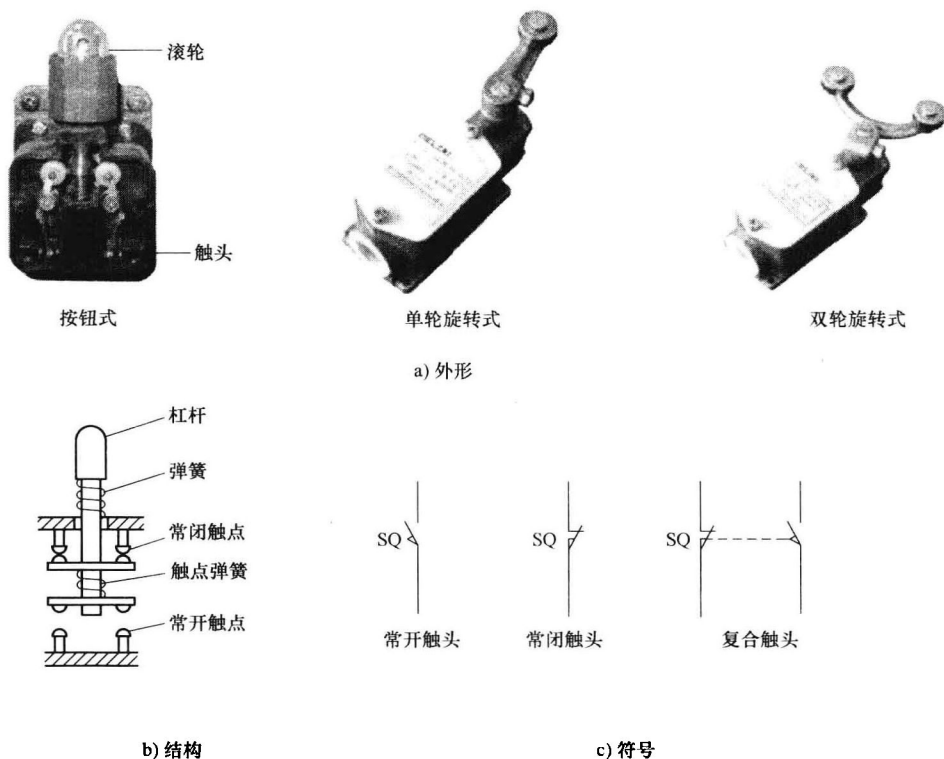 滚轮
触头
按钮式
单轮旋转式
双轮旋转式
a) 外形
杠杆
弹簧
常闭触点
触点弹簧
常开触点
SQ
SQ
SQ
常开触头
常闭触头
复合触头
b) 结构
c) 符号